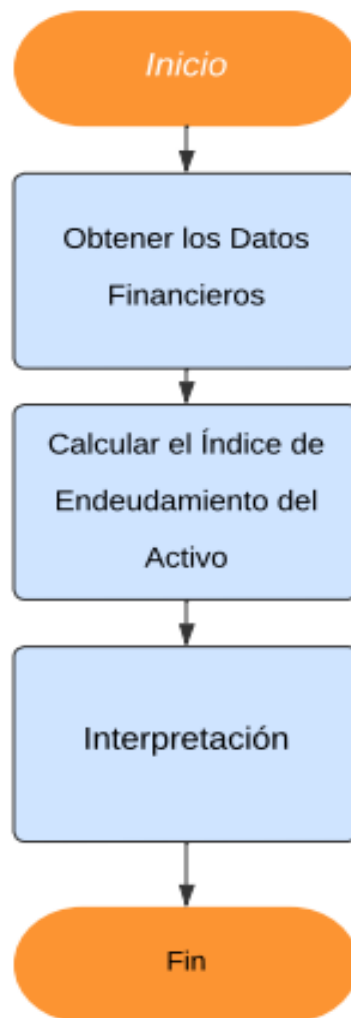 Inicio
Obtener los Datos
Financieros
Calcular el Índice de
Endeudamiento del
Activo
Interpretación
Fin